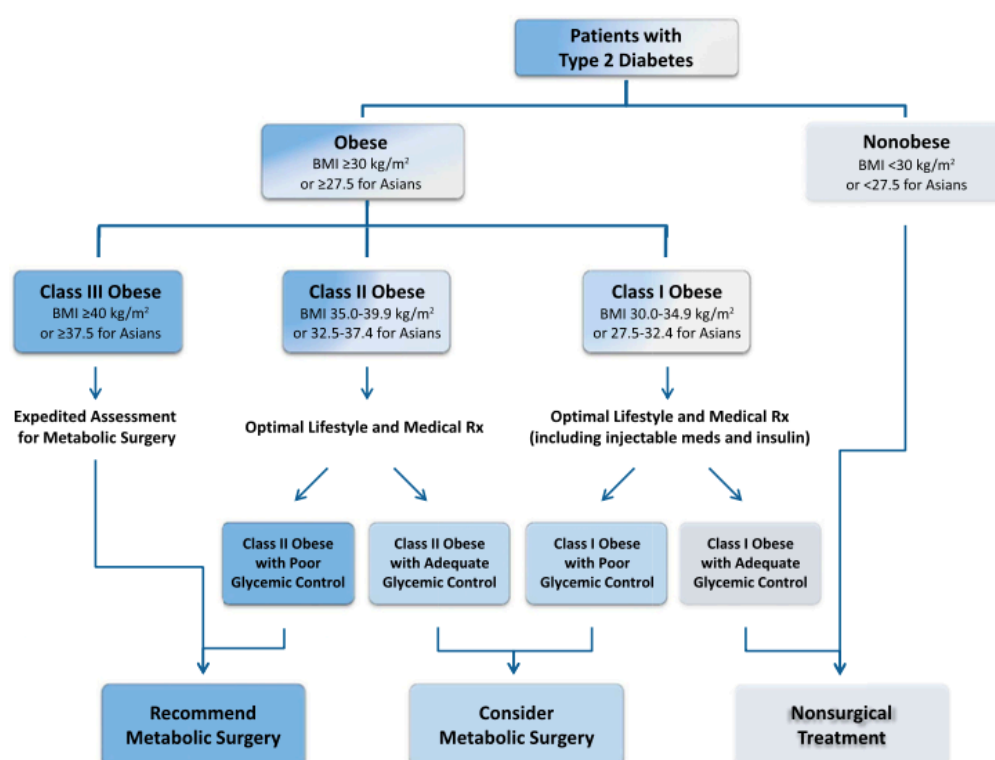 Patients with
Type 2 Diabetes
Obese
BMI ≥30 kg/m²
or ≥27.5 for Asians
Nonobese
BMI <30 kg/m²
or <27.5 for Asians
Class III Obese
BMI ≥40 kg/m²
or ≥37.5 for Asians
Class II Obese
BMI 35.0-39.9 kg/m²
or 32.5-37.4 for Asians
Class I Obese
BMI 30.0-34.9 kg/m²
or 27.5-32.4 for Asians
Expedited Assessment
for Metabolic Surgery
Optimal Lifestyle and Medical Rx
Optimal Lifestyle and Medical Rx
(including injectable meds and insulin)
Class II Obese
with Poor
Glycemic Control
Class II Obese
with Adequate
Glycemic Control
Class I Obese
with Poor
Glycemic Control
Class I Obese
with Adequate
Glycemic Control
Recommend
Metabolic Surgery
Consider
Metabolic Surgery
Nonsurgical
Treatment